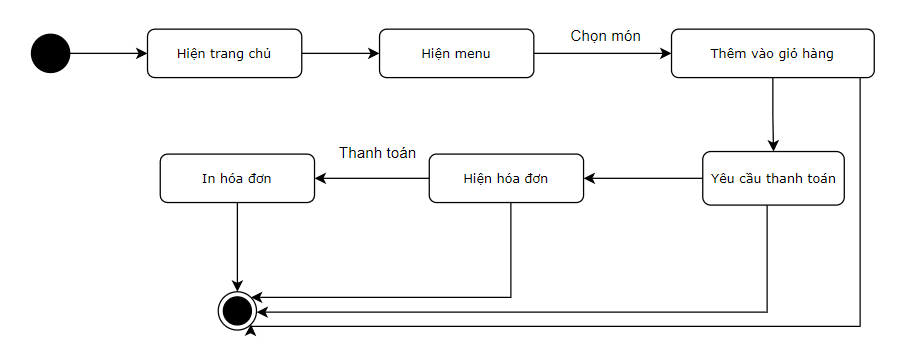 Hiện trang chủ
Hiện menu
Chọn món
Thêm vào giỏ hàng
In hóa đơn
Thanh toán
Hiện hóa đơn
Yêu cầu thanh toán